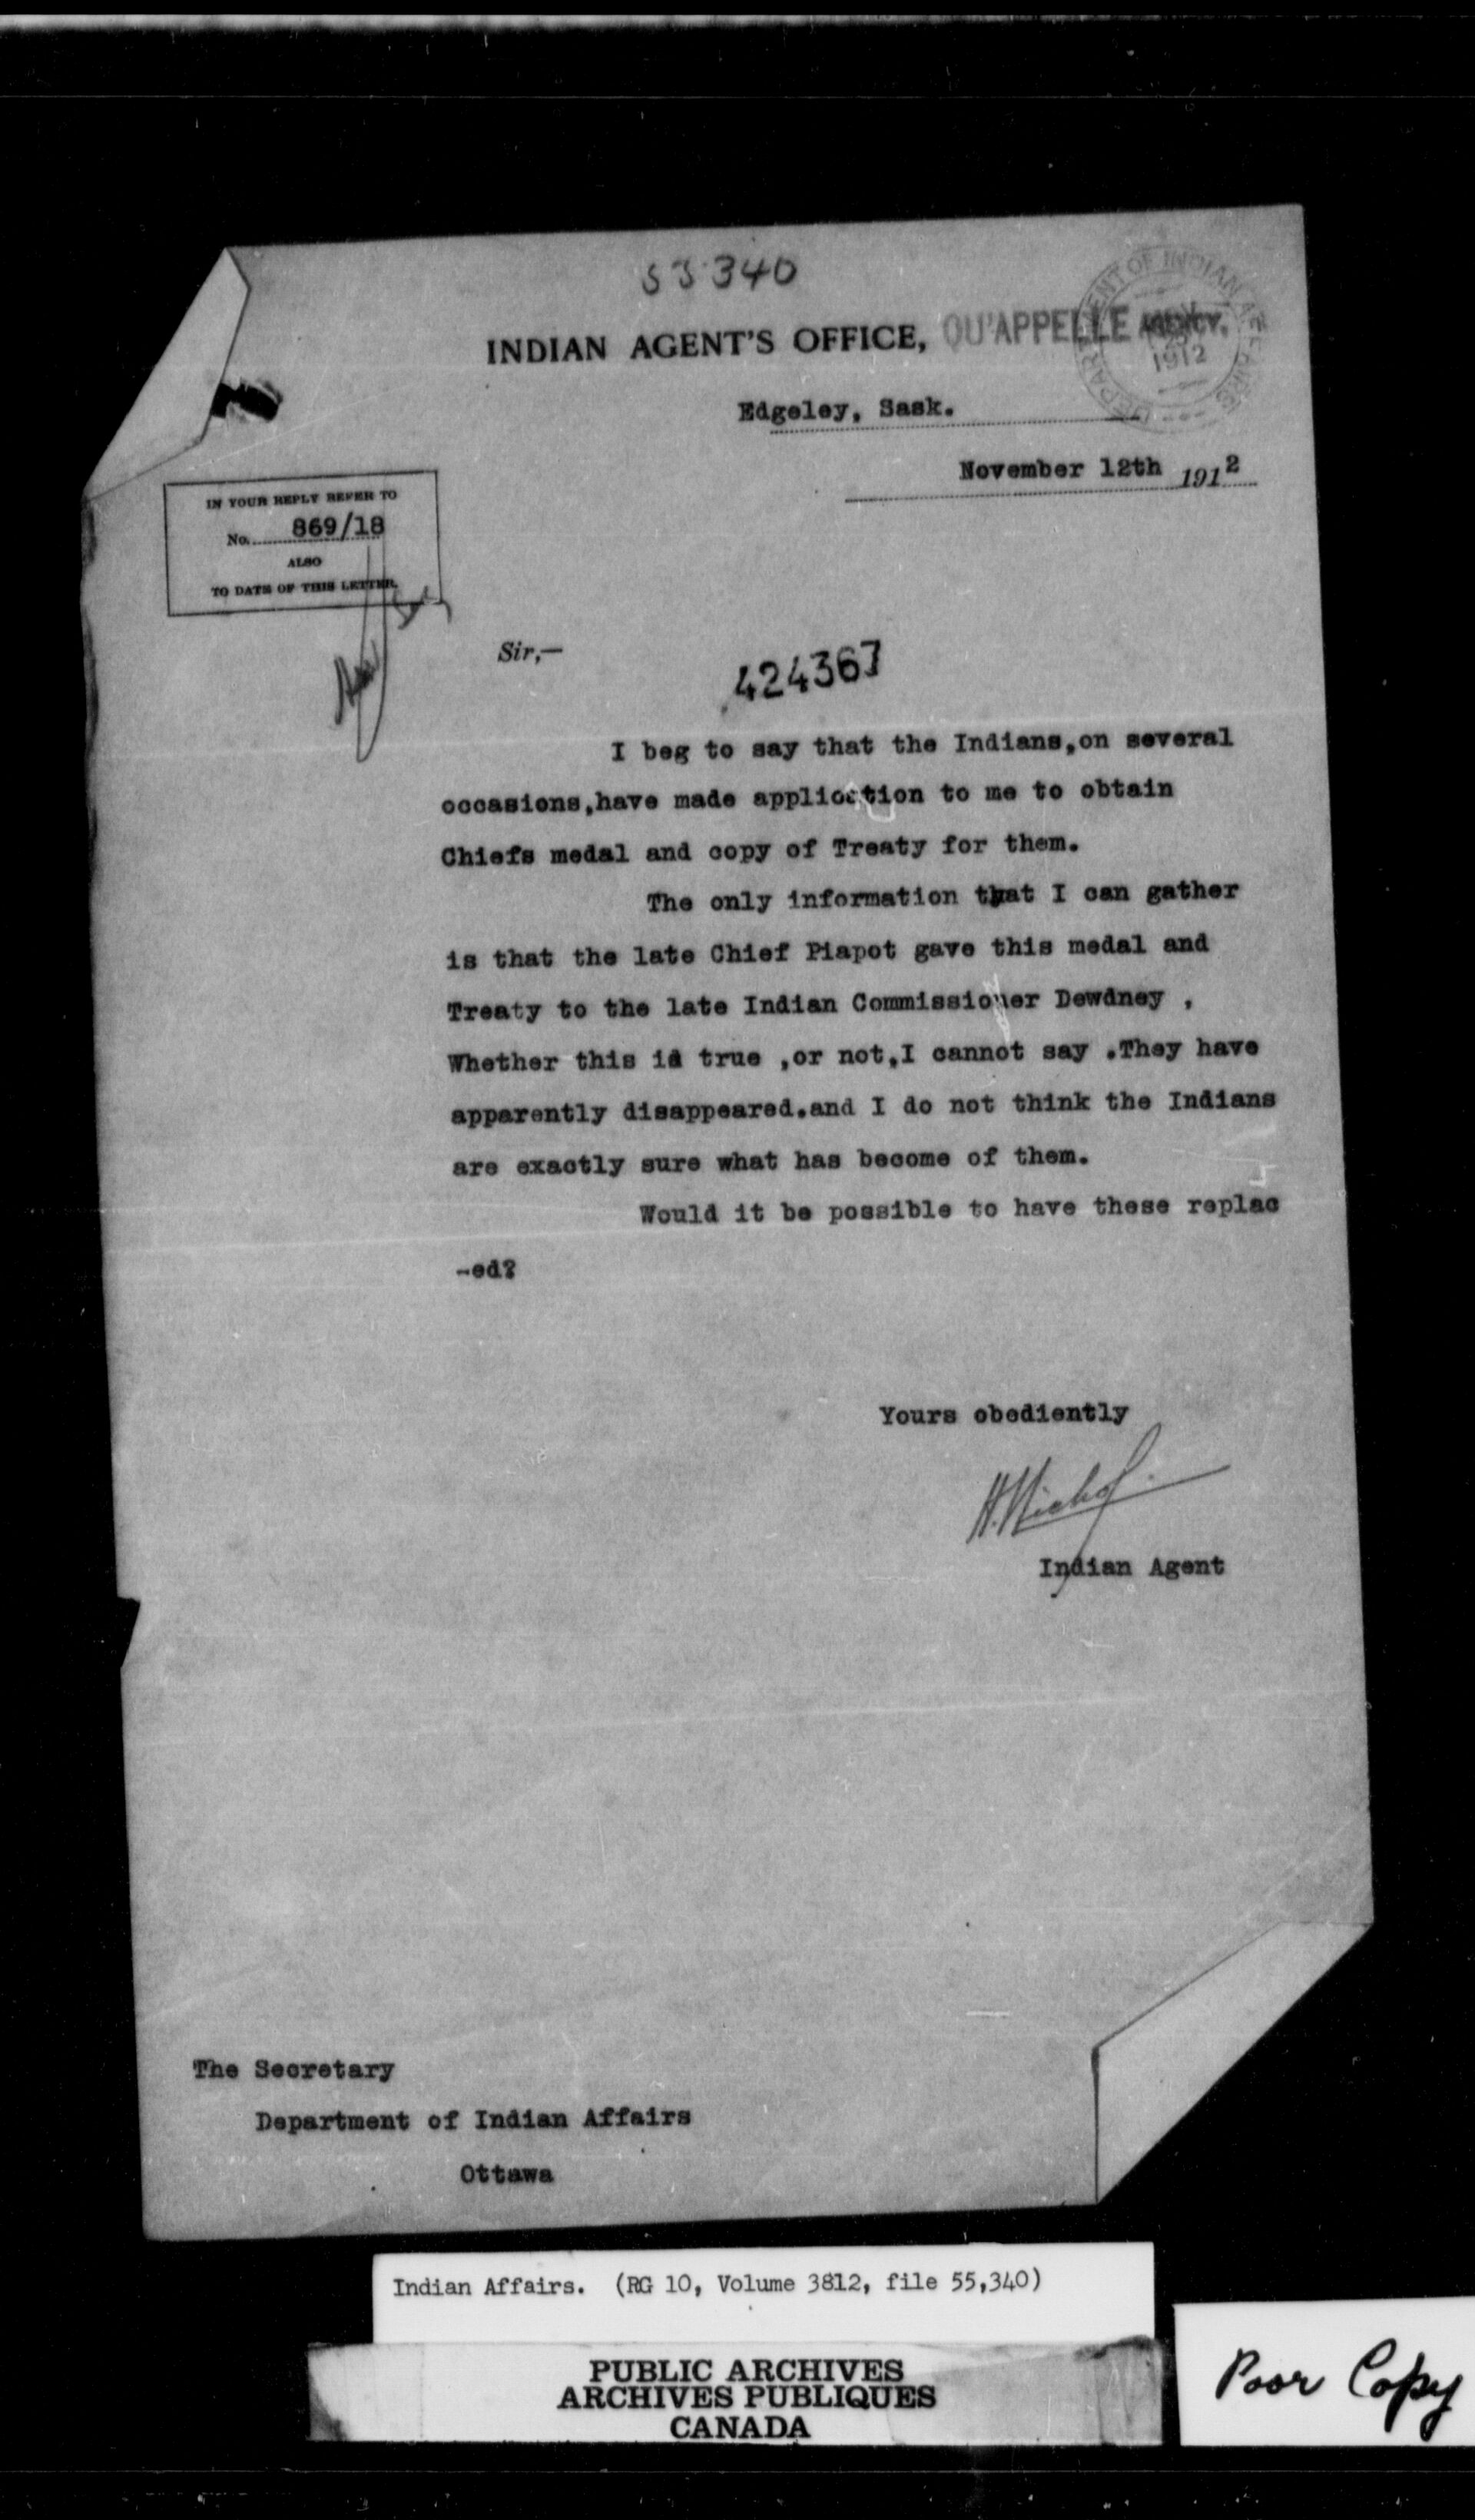 55340
INDIAN AGENT'S OFFICE, QU'APPELLE AGENCY.
DEPARTMENT OF INDIAN AFFAIRS
1912
Edgeley, Sask.
November 12th 1912
IN YOUR REPLY REFER TO
No. 869/18
ALSO
TO DATE OF THIS LETTER.
Sir,—
424367
I beg to say that the Indians,on several
occasions,have made application to me to obtain
Chiefs medal and copy of Treaty for them.
The only information that I can gather
is that the late Chief Piapot gave this medal and
Treaty to the late Indian Commissioner Dewdney ,
Whether this is true ,or not.I cannot say .They have
apparently disappeared.and I do not think the Indians
are exactly sure what has become of them.
Would it be possible to have these replac
-ed?
Yours obediently
H. Nichol
Indian Agent
The Secretary
Department of Indian Affairs
Ottawa
Indian Affairs. (RG 10, Volume 3812, file 55,340)
PUBLIC ARCHIVES
ARCHIVES PUBLIQUES
CANADA
Poor Copy